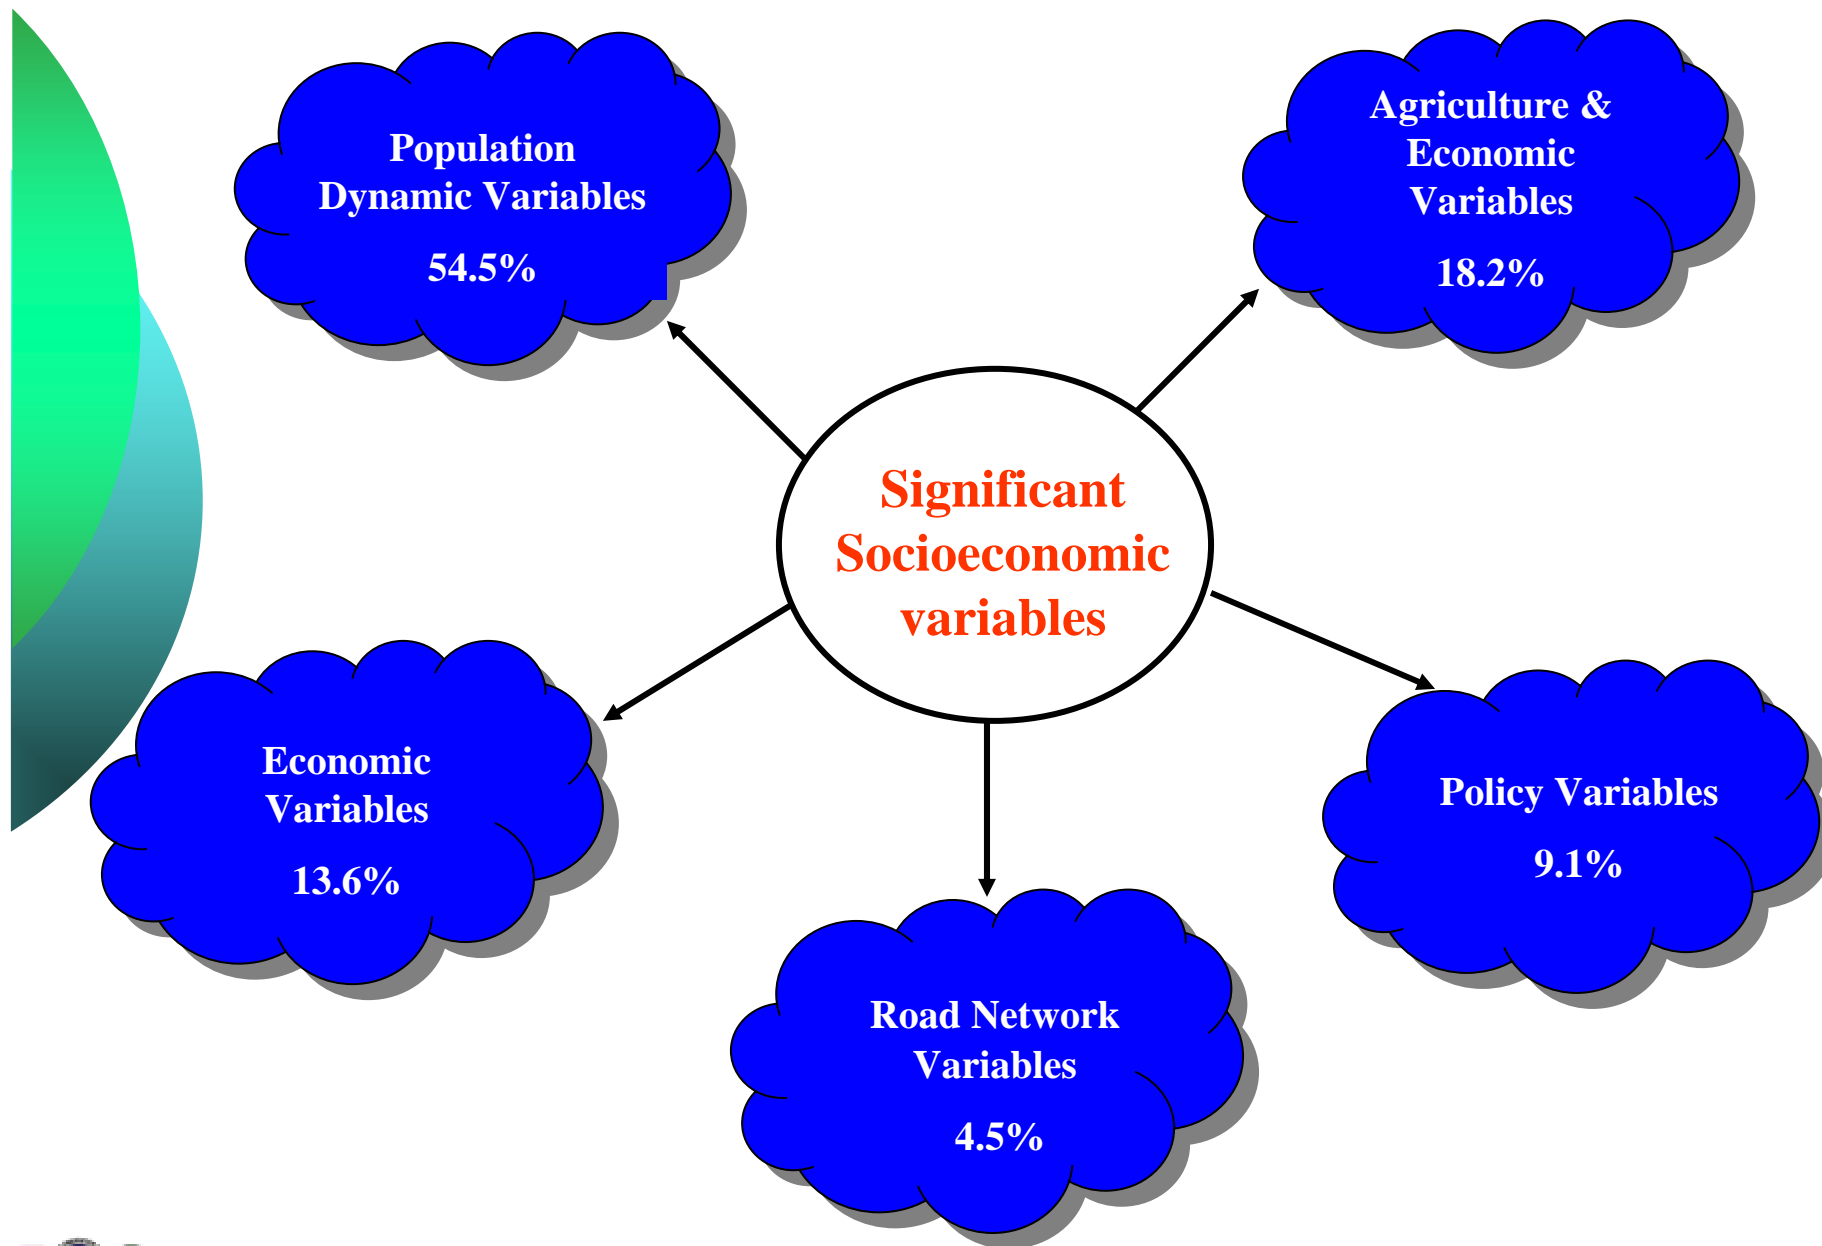 Population
Dynamic Variables
54.5%
Agriculture &
Economic
Variables
18.2%
Significant
Socioeconomic
variables
Economic
Variables
13.6%
Policy Variables
9.1%
Road Network
Variables
4.5%